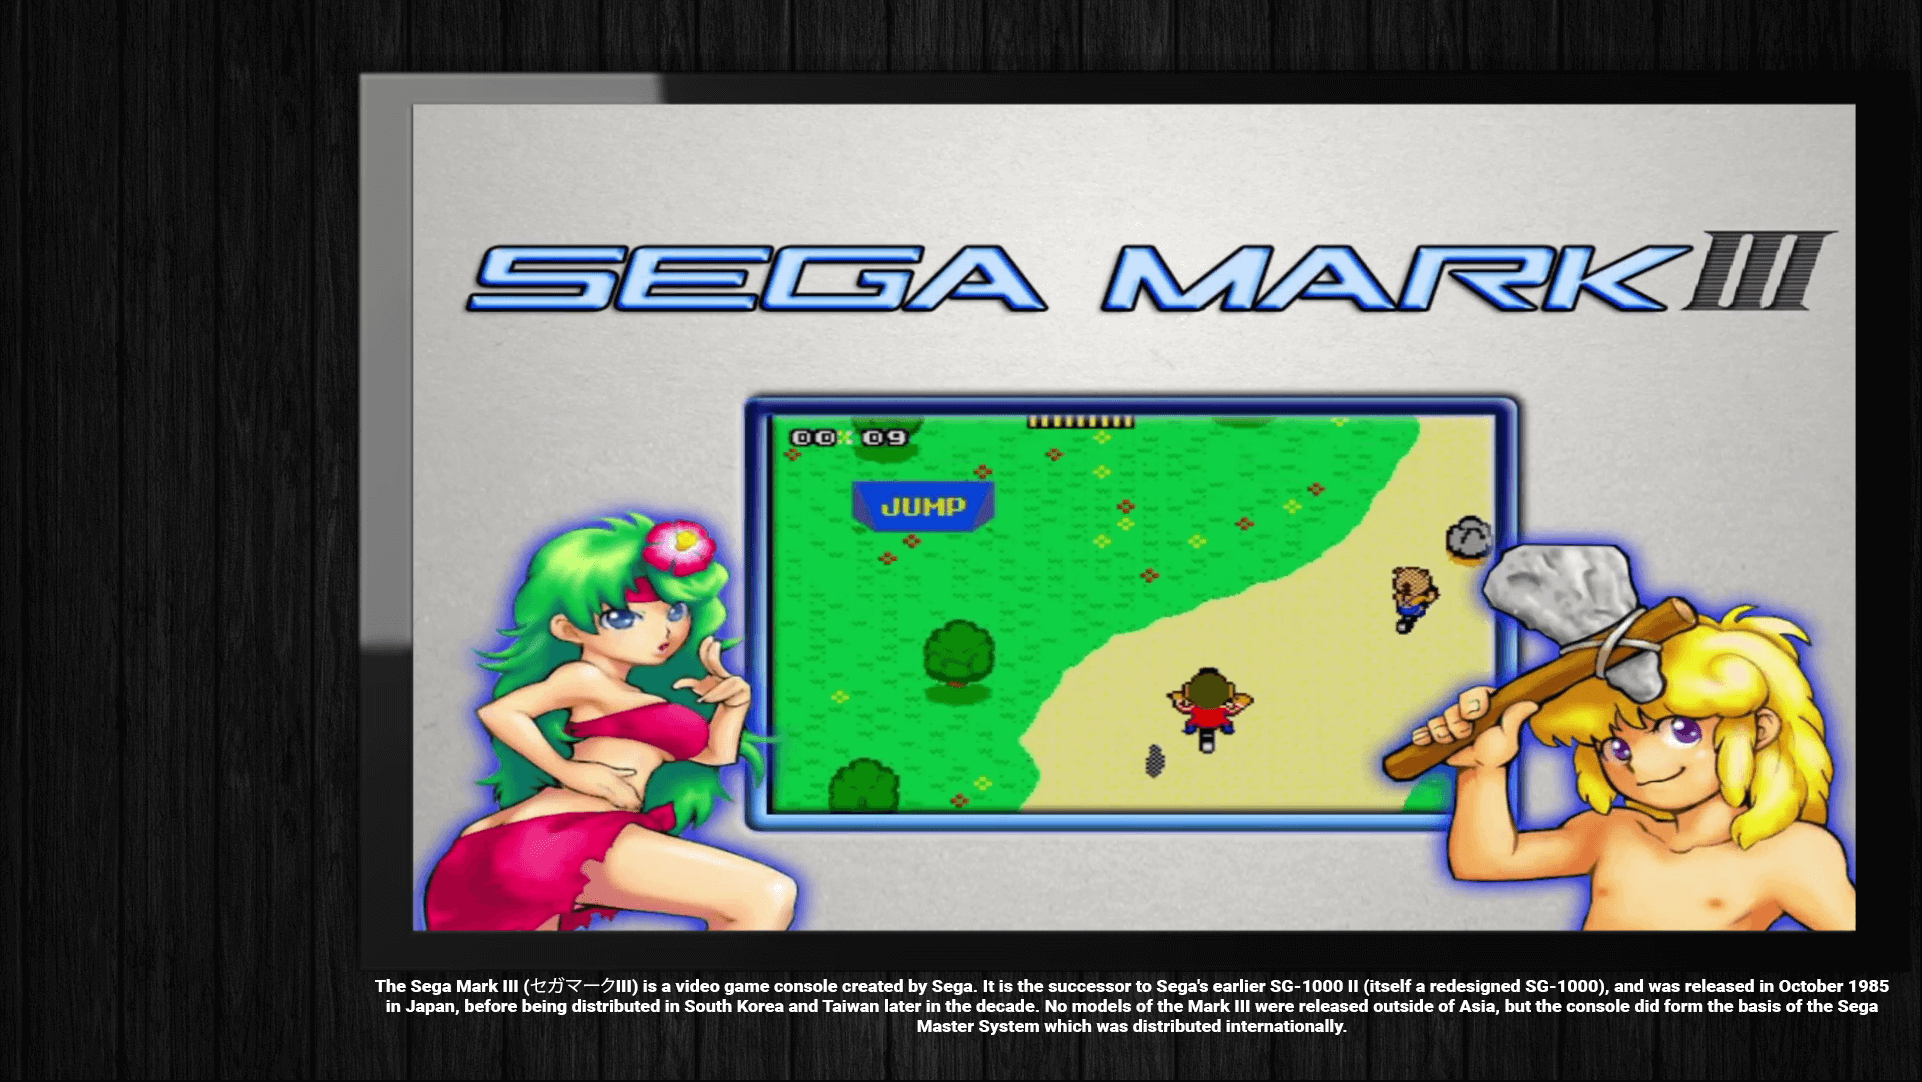 SEGA MARK III
00 09
JUMP
The Sega Mark III (セガマークIII) is a video game console created by Sega. It is the successor to Sega's earlier SG-1000 II (itself a redesigned SG-1000), and was released in October 1985
in Japan, before being distributed in South Korea and Taiwan later in the decade. No models of the Mark III were released outside of Asia, but the console did form the basis of the Sega
Master System which was distributed internationally.